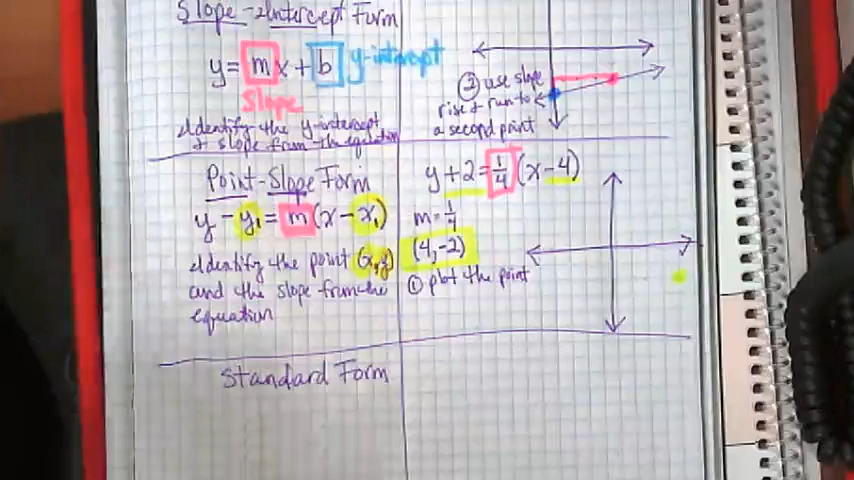 Slope-Intercept Form
y = mx + b y-intercept
Slope
Identify the y-intercept
+ slope from the equation
② use slope
rise + run to
a second point
Point-Slope Form
y - y₁ = m(x - x₁)
Identify the point (x, y)
and the slope from the
equation
y + 2 = 1/4 (x - 4)
m = 1/4
(4, -2)
① plot the point
Standard Form